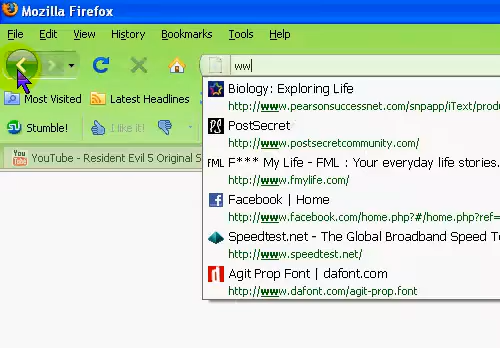 Mozilla Firefox
File Edit View History Bookmarks Tools Help
ww
Most Visited Latest Headlines
Stumble! I like it!
YouTube - Resident Evil 5 Original S
Biology: Exploring Life
http://www.pearsonsuccessnet.com/snpapp/iText/produ
PostSecret
http://www.postsecretcommunity.com/
FML F*** My Life - FML : Your everyday life stories.
http://www.fmylife.com/
Facebook | Home
http://www.facebook.com/home.php?#/home.php?ref=
Speedtest.net - The Global Broadband Speed T
http://www.speedtest.net/
Agit Prop Font | dafont.com
http://www.dafont.com/agit-prop.font